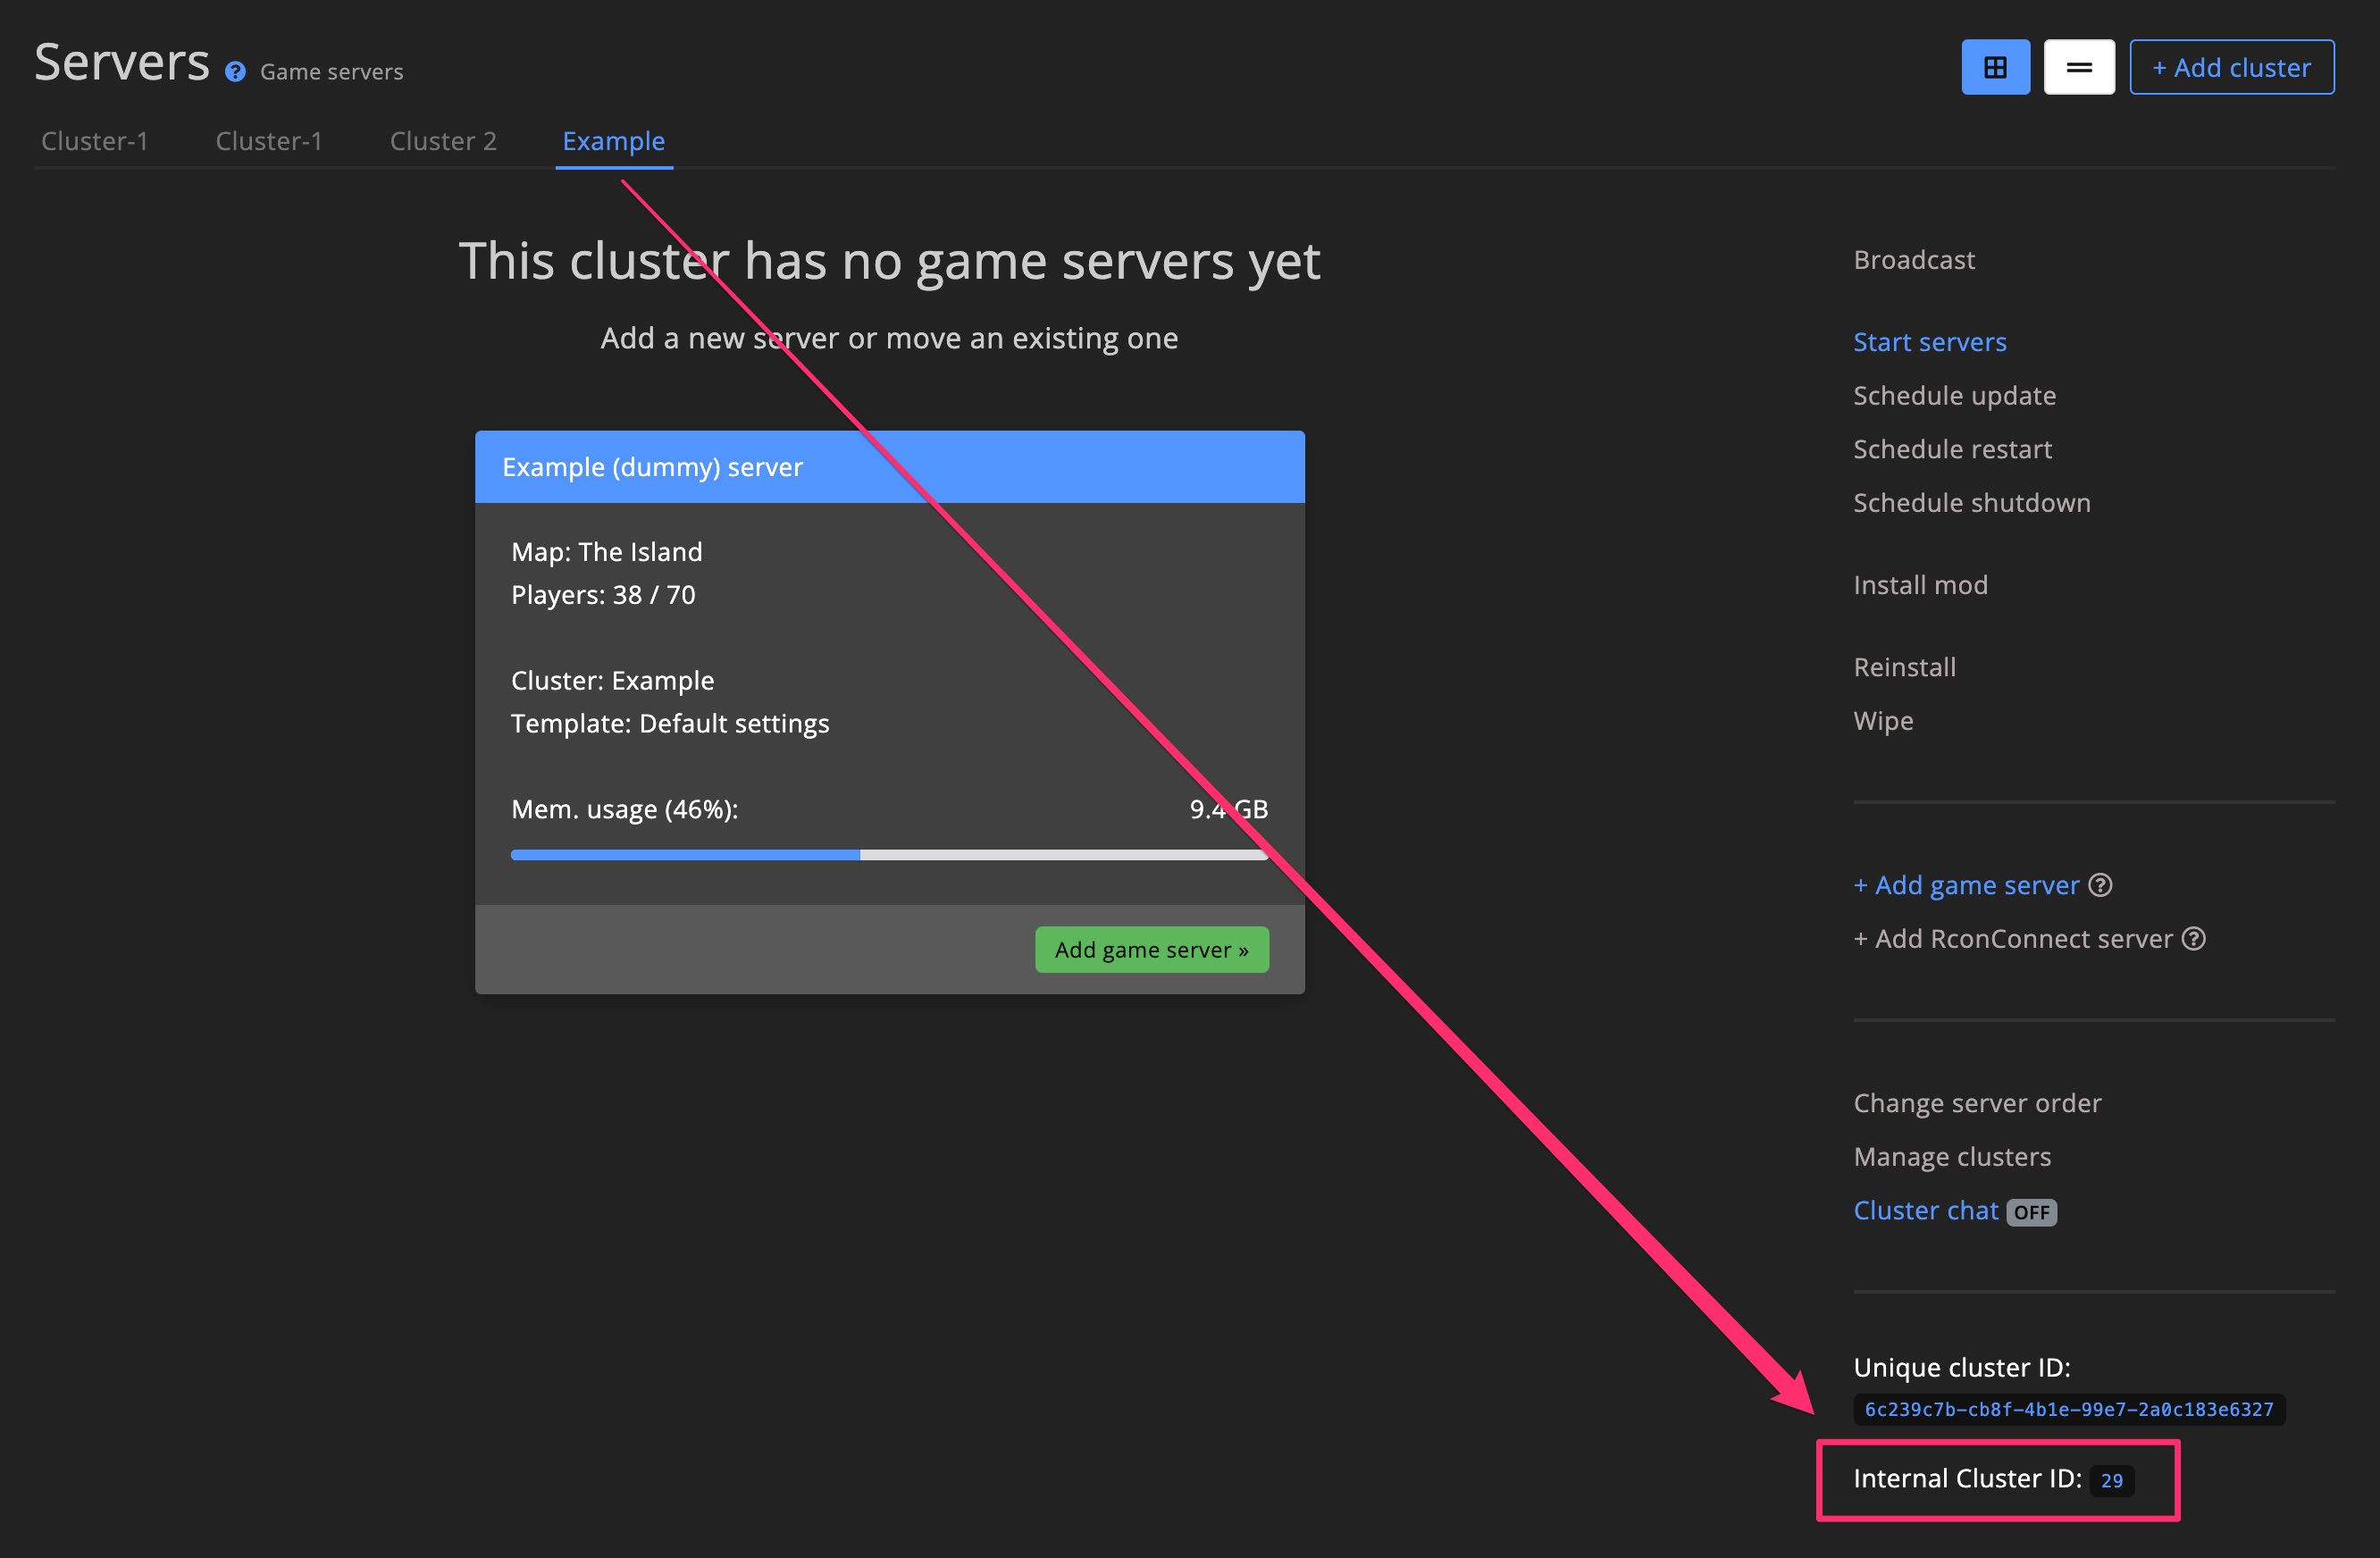 Servers ? Game servers
+ Add cluster
Cluster-1 Cluster-1 Cluster 2 Example
This cluster has no game servers yet
Add a new server or move an existing one
Example (dummy) server
Map: The Island
Players: 38 / 70
Cluster: Example
Template: Default settings
Mem. usage (46%): 9.4 GB
Add game server »
Broadcast
Start servers
Schedule update
Schedule restart
Schedule shutdown
Install mod
Reinstall
Wipe
+ Add game server ?
+ Add RconConnect server ?
Change server order
Manage clusters
Cluster chat OFF
Unique cluster ID:
6c239c7b-cb8f-4b1e-99e7-2a0c183e6327
Internal Cluster ID: 29